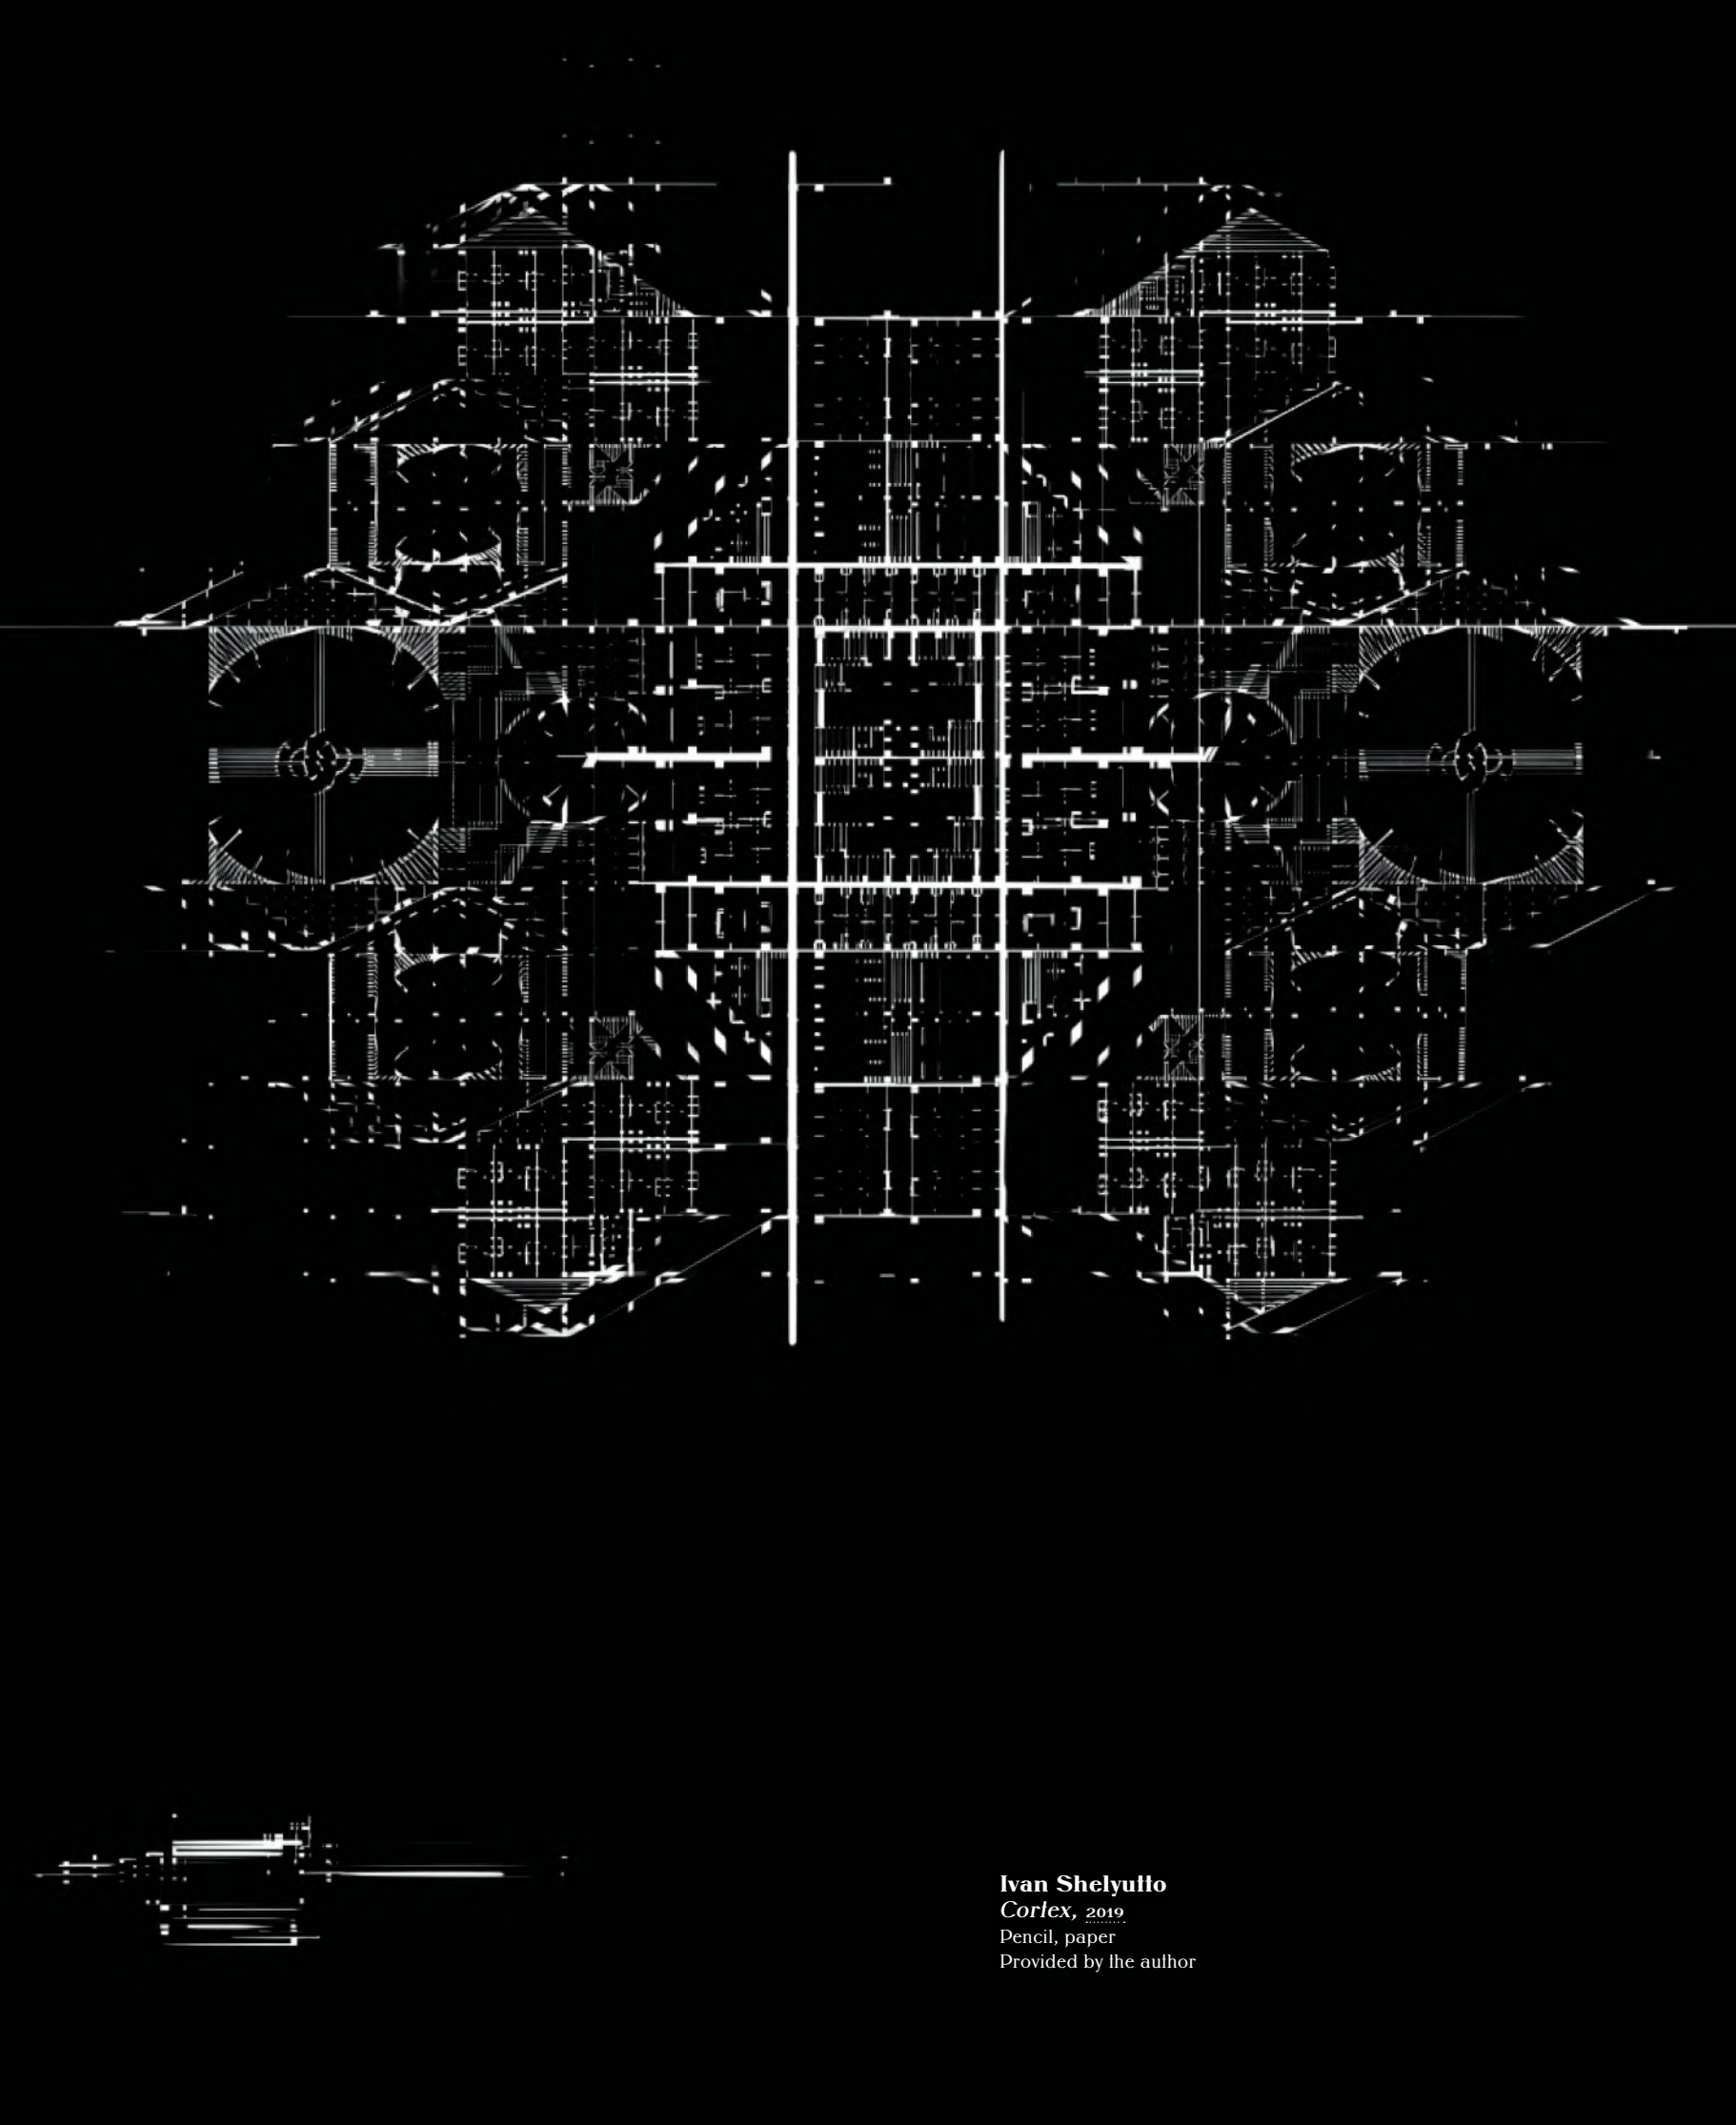 Ivan Shelyutto
Cortex, 2019
Pencil, paper
Provided by the author